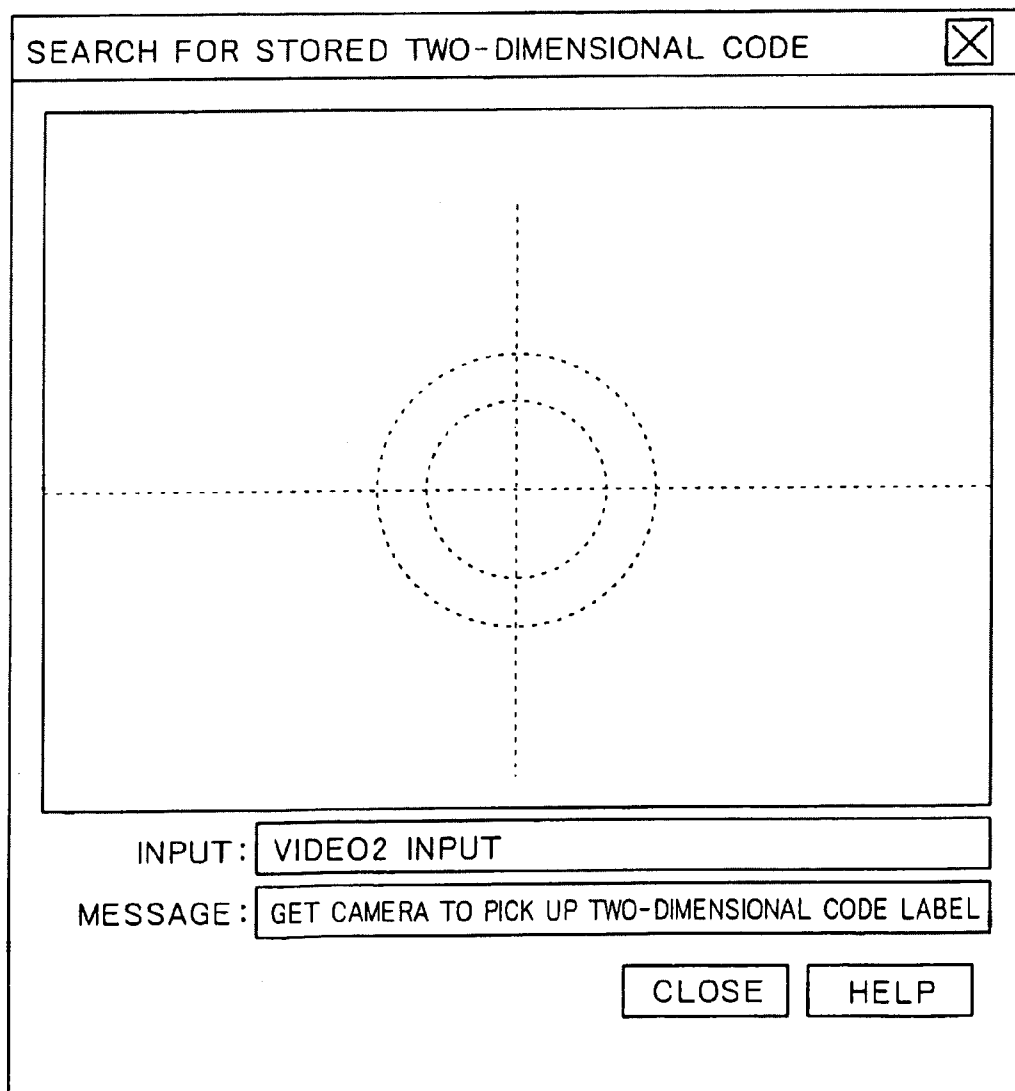 SEARCH FOR STORED TWO-DIMENSIONAL CODE
INPUT: VIDEO2 INPUT
MESSAGE: GET CAMERA TO PICK UP TWO-DIMENSIONAL CODE LABEL
CLOSE HELP